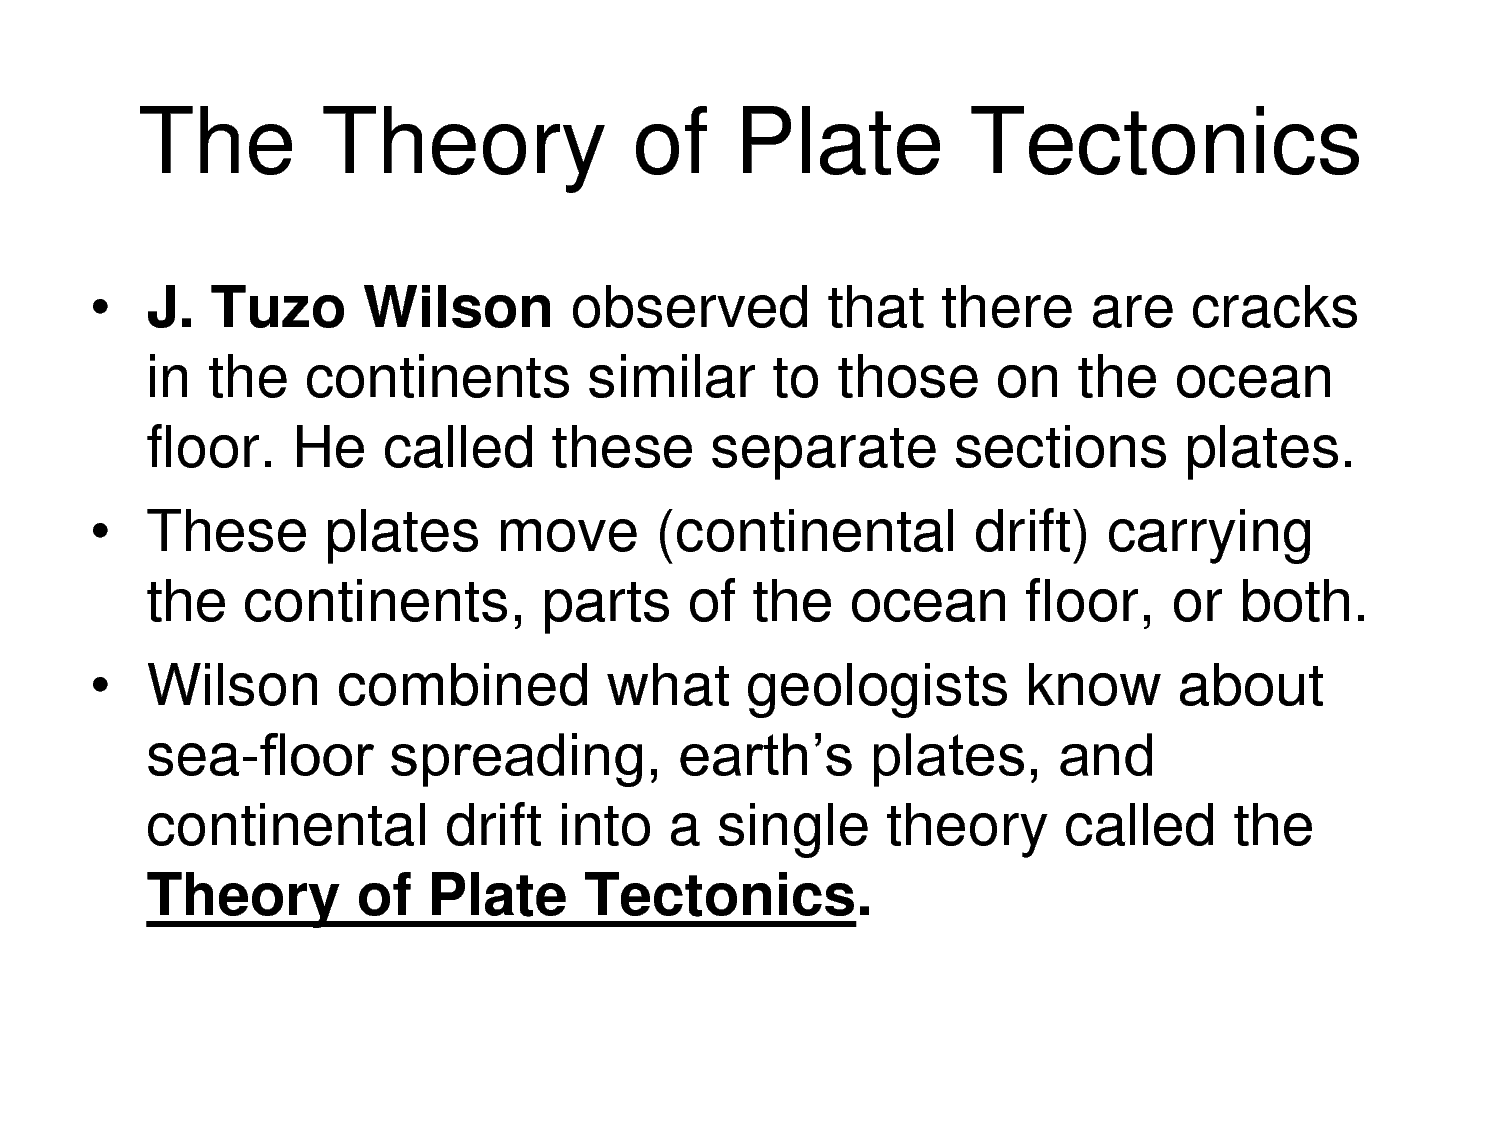 The Theory of Plate Tectonics
• J. Tuzo Wilson observed that there are cracks
in the continents similar to those on the ocean
floor. He called these separate sections plates.
• These plates move (continental drift) carrying
the continents, parts of the ocean floor, or both.
• Wilson combined what geologists know about
sea-floor spreading, earth’s plates, and
continental drift into a single theory called the
Theory of Plate Tectonics.